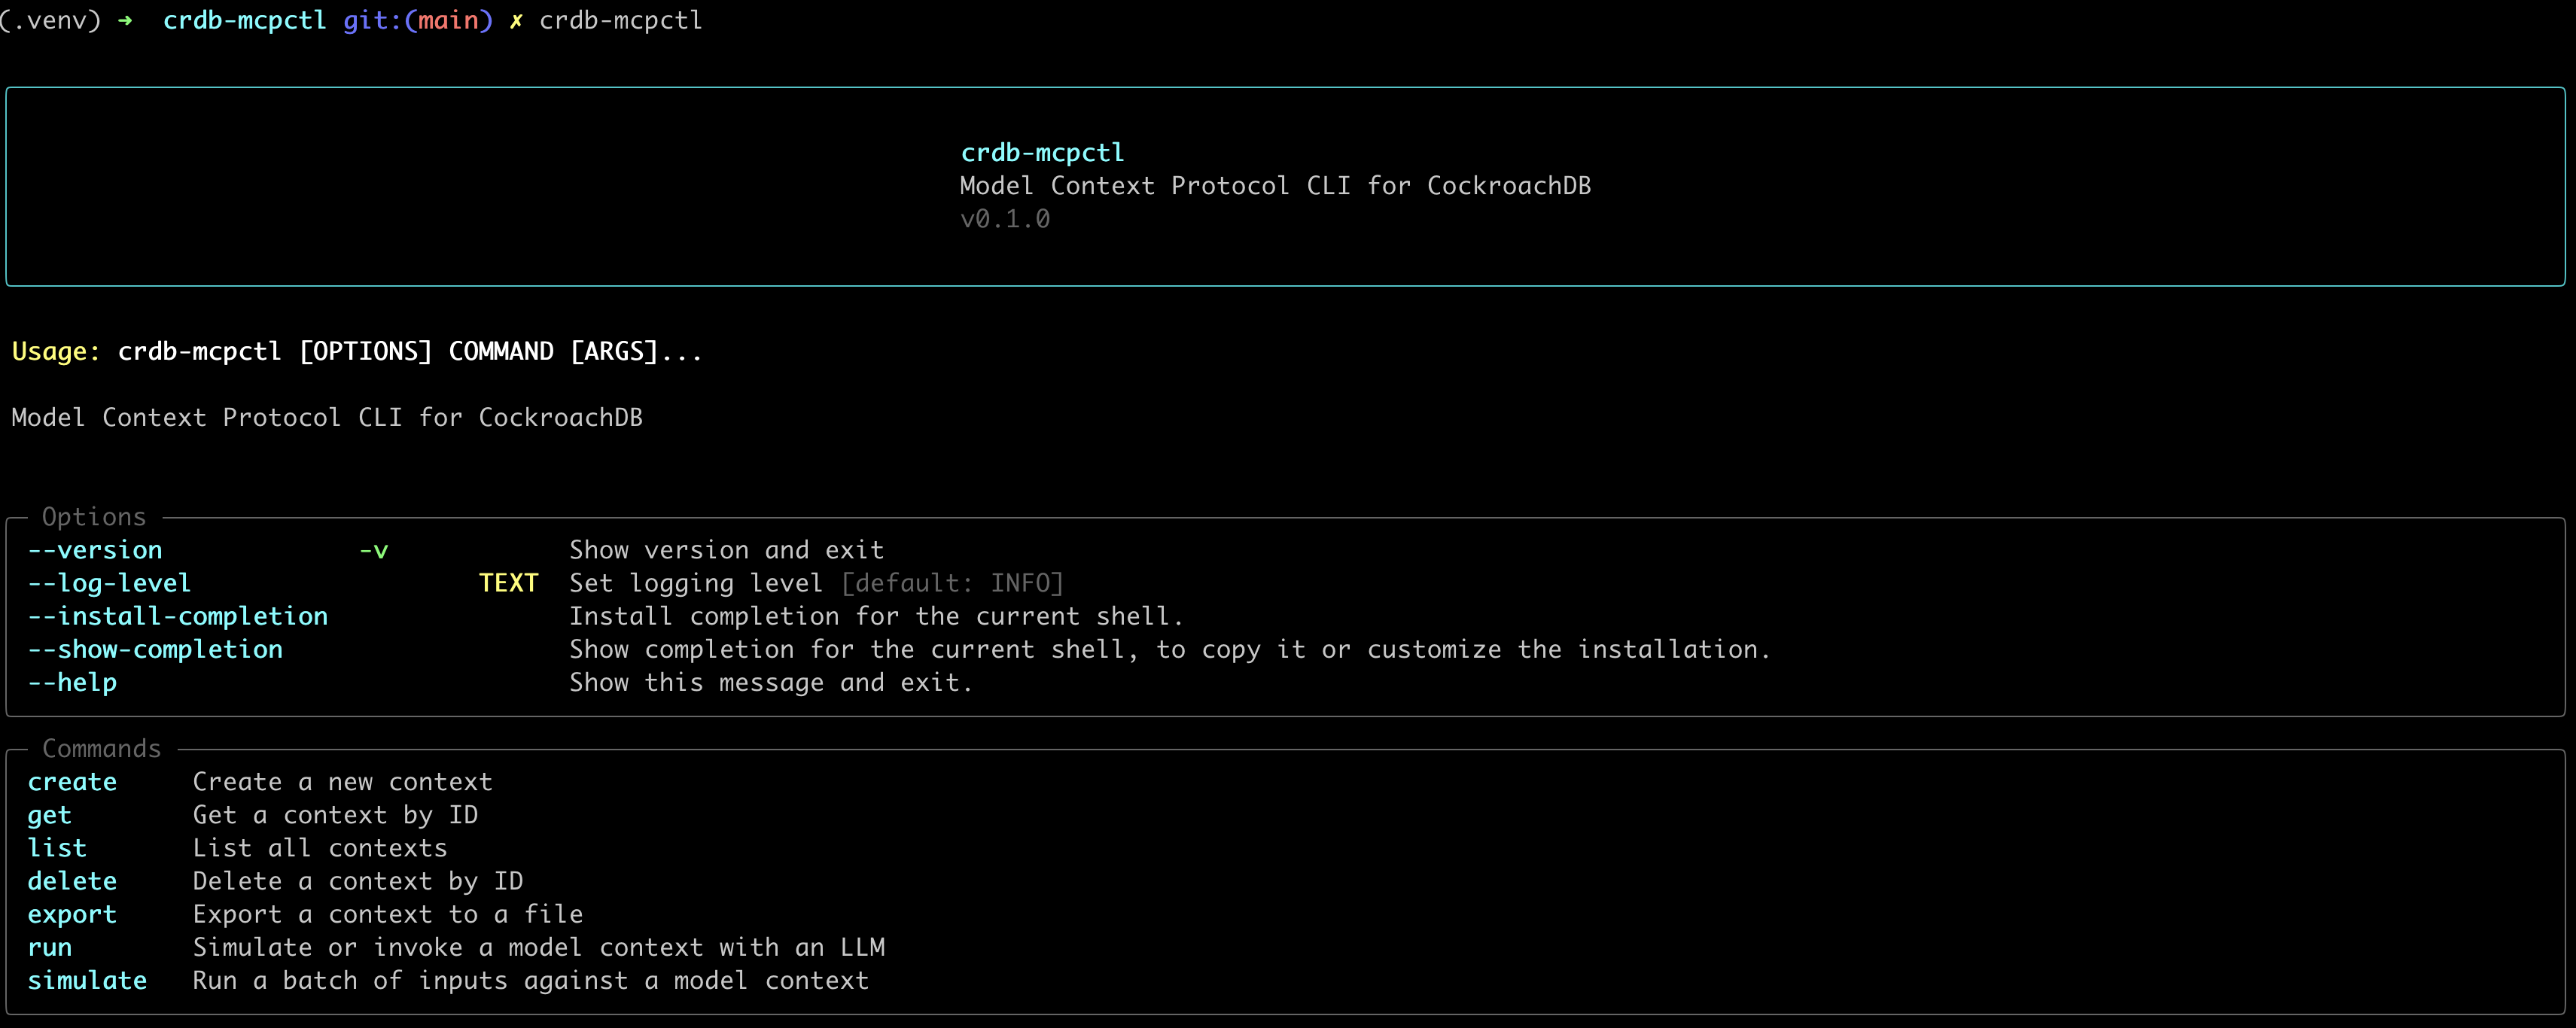 (.venv) ➜ crdb-mcpctl git:(main) ✗ crdb-mcpctl
crdb-mcpctl
Model Context Protocol CLI for CockroachDB
v0.1.0
Usage: crdb-mcpctl [OPTIONS] COMMAND [ARGS]...
Model Context Protocol CLI for CockroachDB
Options
--version -v Show version and exit
--log-level TEXT Set logging level [default: INFO]
--install-completion Install completion for the current shell.
--show-completion Show completion for the current shell, to copy it or customize the installation.
--help Show this message and exit.
Commands
create Create a new context
get Get a context by ID
list List all contexts
delete Delete a context by ID
export Export a context to a file
run Simulate or invoke a model context with an LLM
simulate Run a batch of inputs against a model context